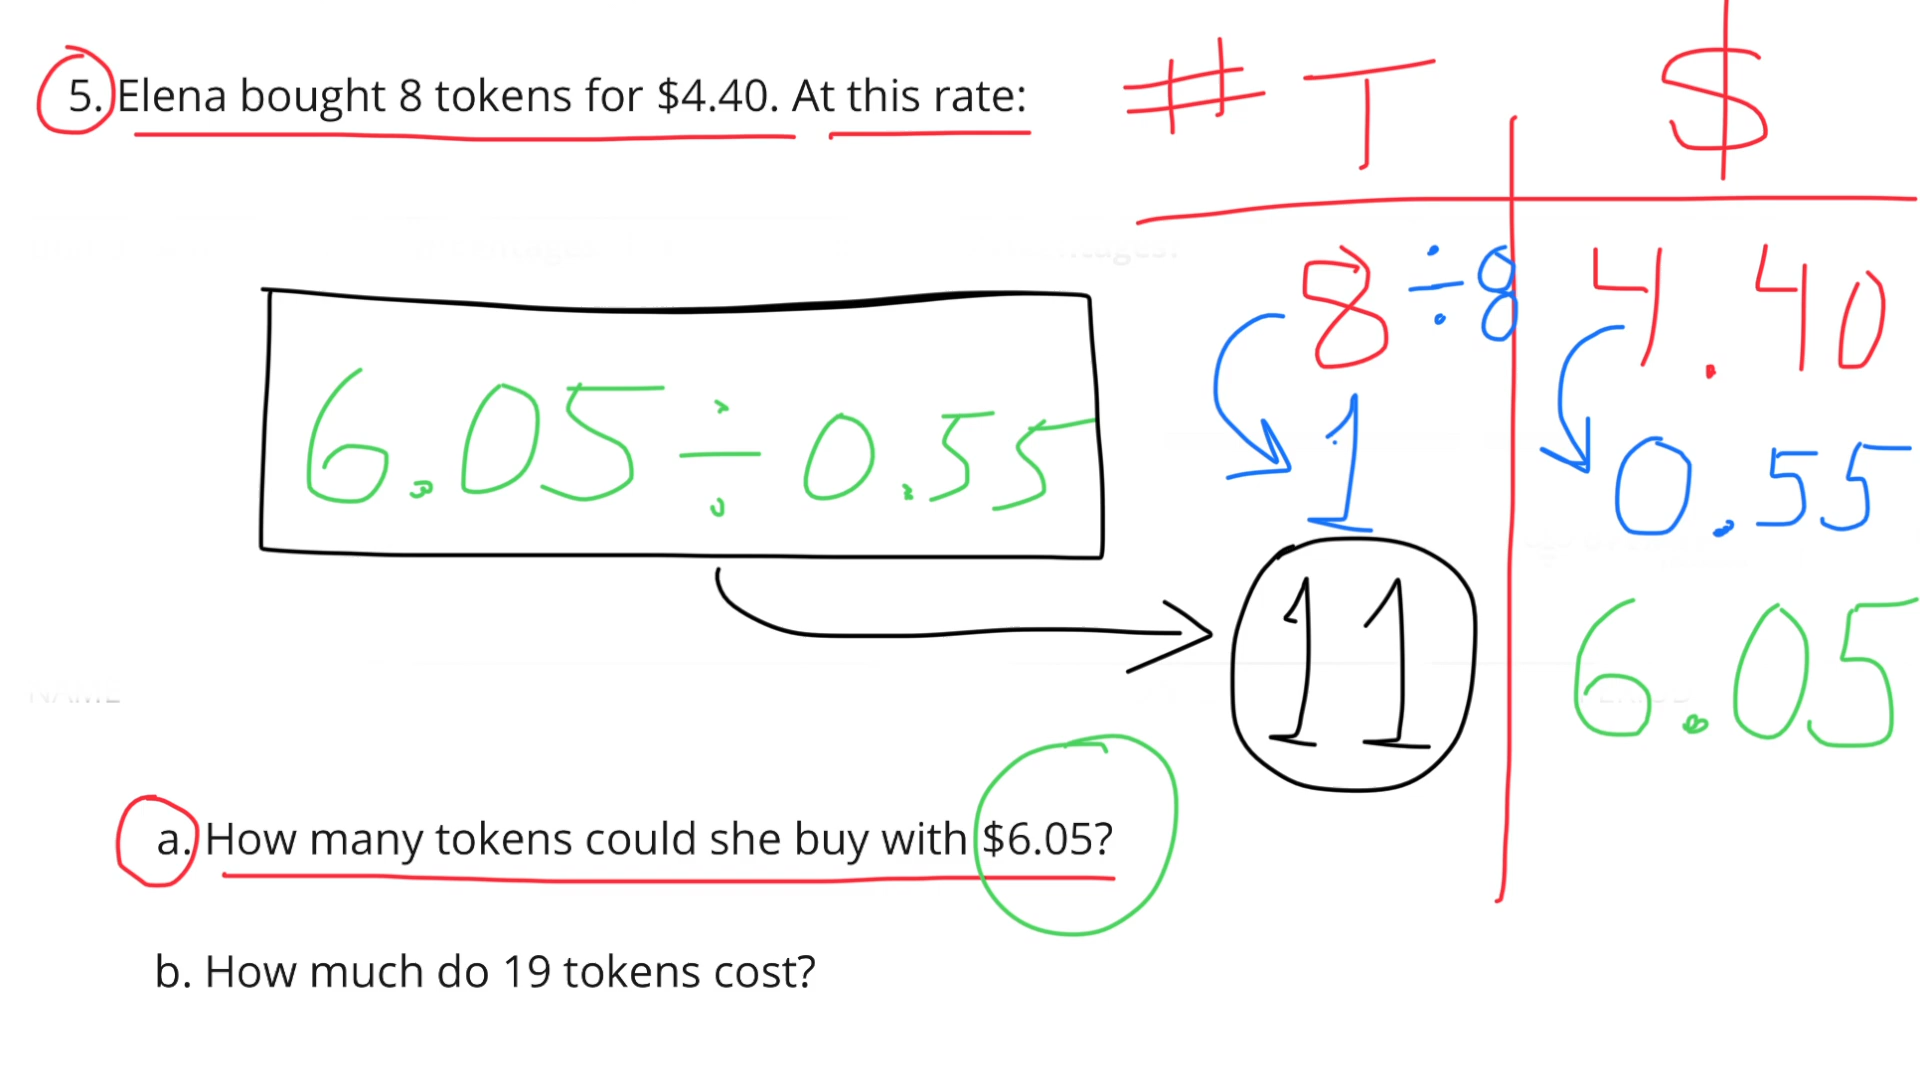 5. Elena bought 8 tokens for $4.40. At this rate:
# T $
8 ÷8 4.40
1 0.55
6.05 ÷ 0.55
11 6.05
a. How many tokens could she buy with $6.05?
b. How much do 19 tokens cost?